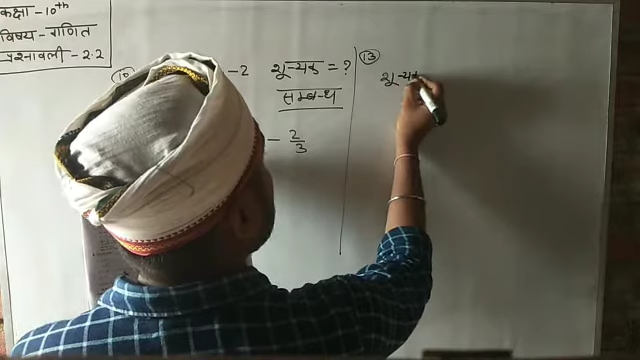 कक्षा - 10th
विषय - गणित
प्रश्नावली - 2.2
(10)
- 2 शून्यक = ?
सम्बन्ध
- 2/3
(13)
शून्य